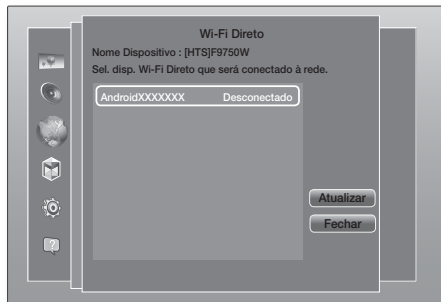 Wi-Fi Direto
Nome Dispositivo : [HTS]F9750W
Sel. disp. Wi-Fi Direto que será conectado à rede.
AndroidXXXXXXX Desconectado
Atualizar
Fechar
?